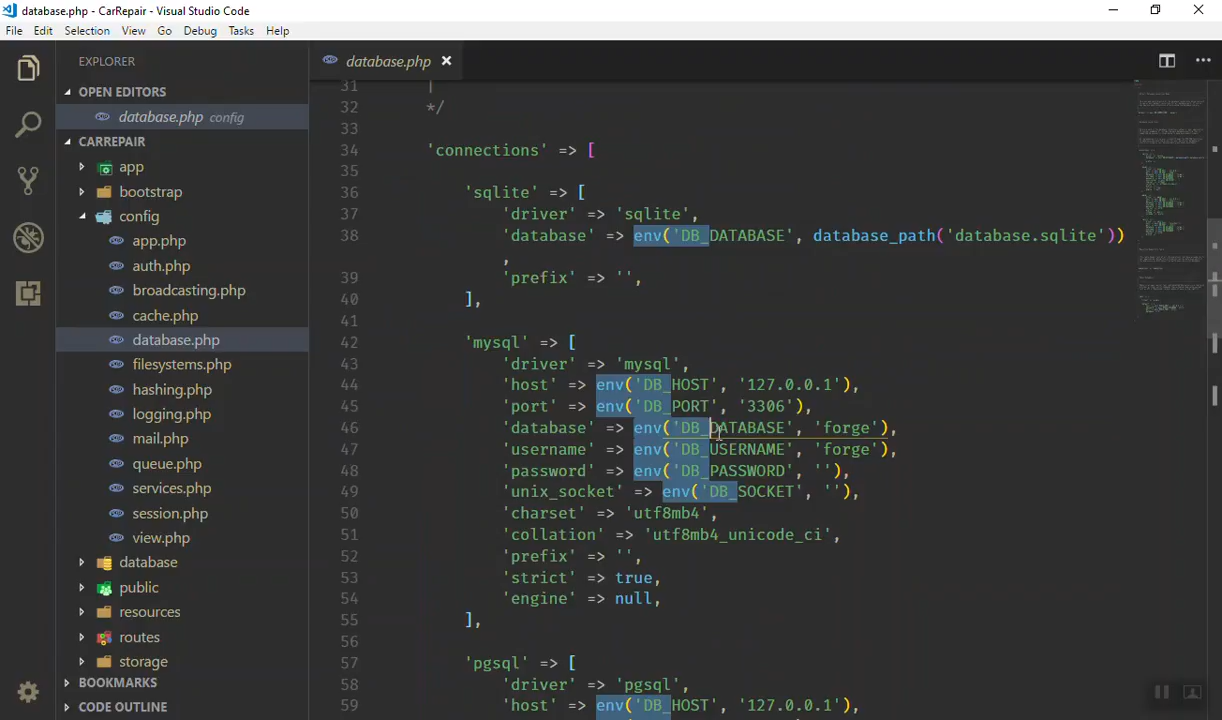 database.php - CarRepair - Visual Studio Code
File Edit Selection View Go Debug Tasks Help
EXPLORER
OPEN EDITORS
database.php config
CARREPAIR
app
bootstrap
config
app.php
auth.php
broadcasting.php
cache.php
database.php
filesystems.php
hashing.php
logging.php
mail.php
queue.php
services.php
session.php
view.php
database
public
resources
routes
storage
BOOKMARKS
CODE OUTLINE
database.php
31 |
32 */
33
34 'connections' => [
35
36 'sqlite' => [
37 'driver' => 'sqlite',
38 'database' => env('DB_DATABASE', database_path('database.sqlite'))
,
39 'prefix' => '',
40 ],
41
42 'mysql' => [
43 'driver' => 'mysql',
44 'host' => env('DB_HOST', '127.0.0.1'),
45 'port' => env('DB_PORT', '3306'),
46 'database' => env('DB_DATABASE', 'forge'),
47 'username' => env('DB_USERNAME', 'forge'),
48 'password' => env('DB_PASSWORD', ''),
49 'unix_socket' => env('DB_SOCKET', ''),
50 'charset' => 'utf8mb4',
51 'collation' => 'utf8mb4_unicode_ci',
52 'prefix' => '',
53 'strict' => true,
54 'engine' => null,
55 ],
56
57 'pgsql' => [
58 'driver' => 'pgsql',
59 'host' => env('DB_HOST', '127.0.0.1'),